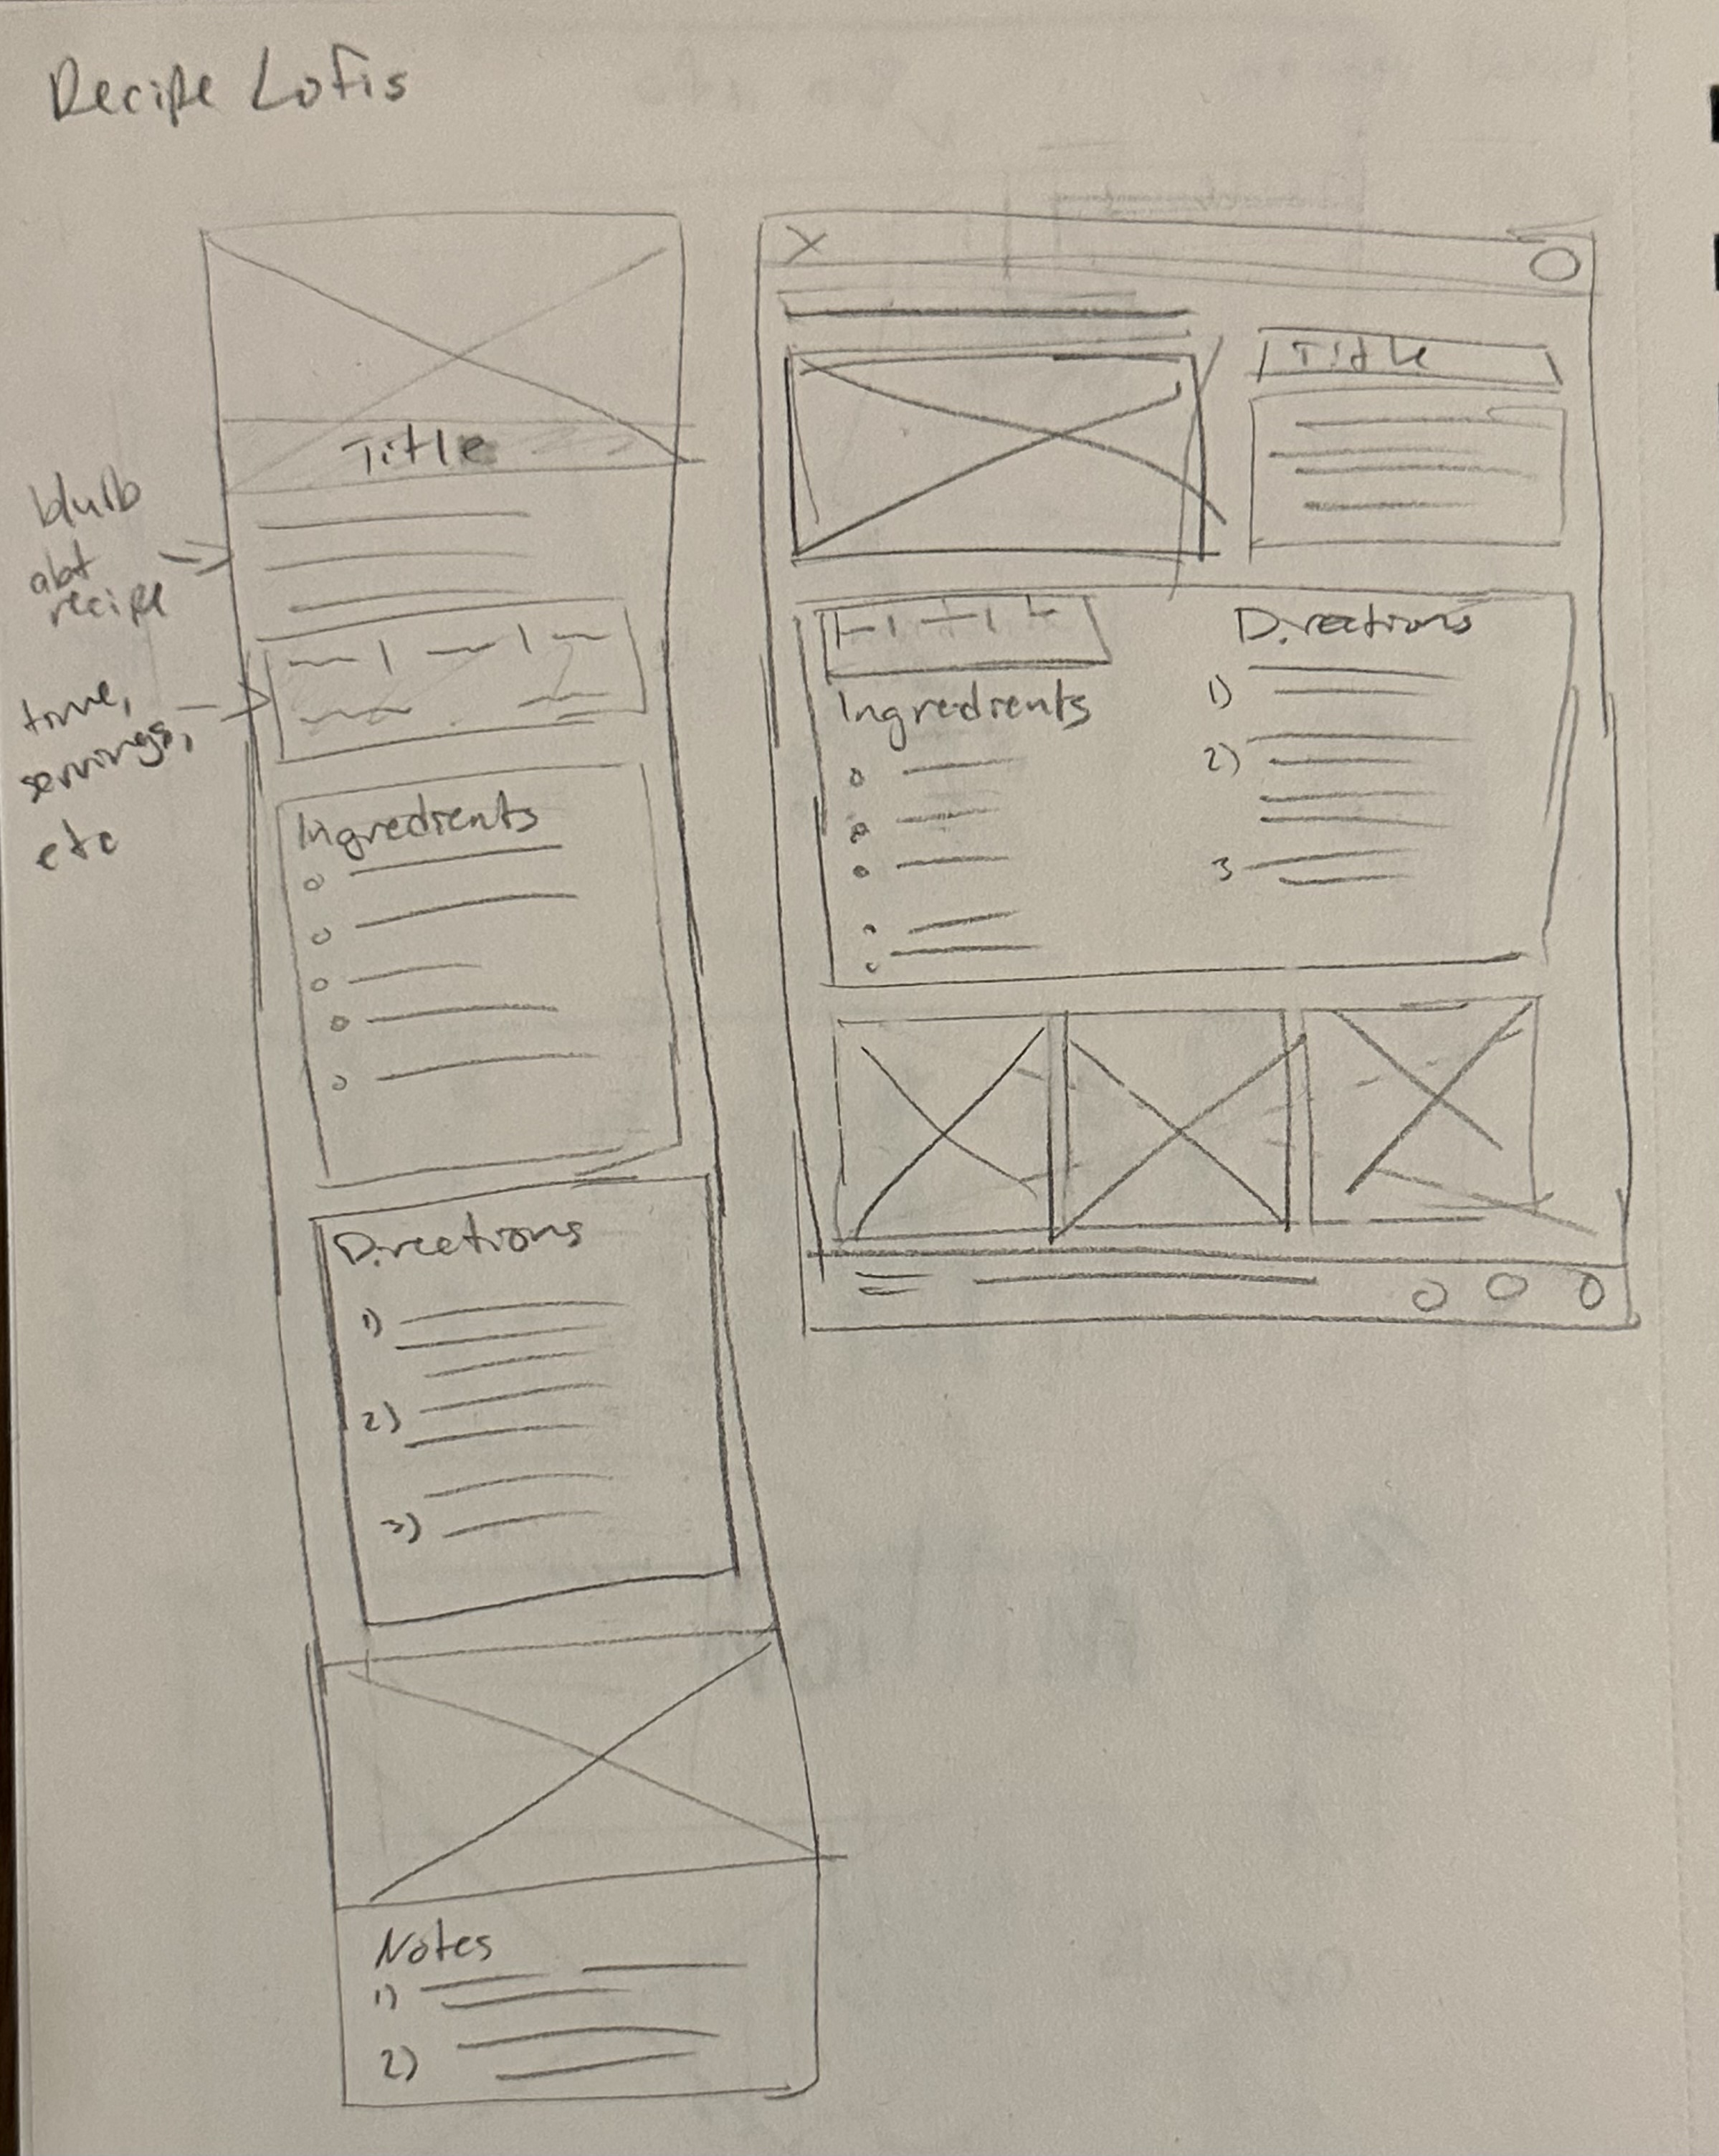 Recipe Lofis
Title
blurb
abt
recipe
time,
servings,
etc
Ingredients
Directions
1)
2)
3)
Notes
1)
2)
Title
Ingredients
Directions
1)
2)
3